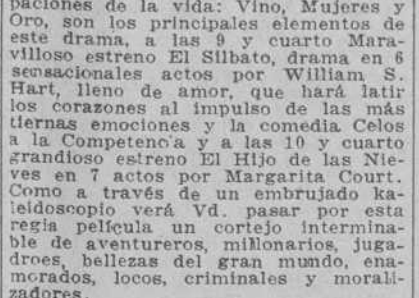 paciones de la vida: Vino, Mujeres y
Oro, son los principales elementos de
este drama, a las 9 y cuarto Mara-
villoso estreno El Silbato, drama en 6
sensacionales actos por William S.
Hart, lleno de amor, que hará latir
los corazones al impulso de las más
tiernas emociones y la comedia Celos
a la Competenc'a y a las 10 y cuarto
grandioso estreno El Hijo de las Nie-
ves en 7 actos por Margarita Court.
Como a través de un embrujado ka-
leidoscopio verá Vd. pasar por esta
regia película un cortejo intermina-
ble de aventureros, millonarios, juga-
droes, bellezas del gran mundo, ena-
morados, locos, criminales y morali-
zadores.